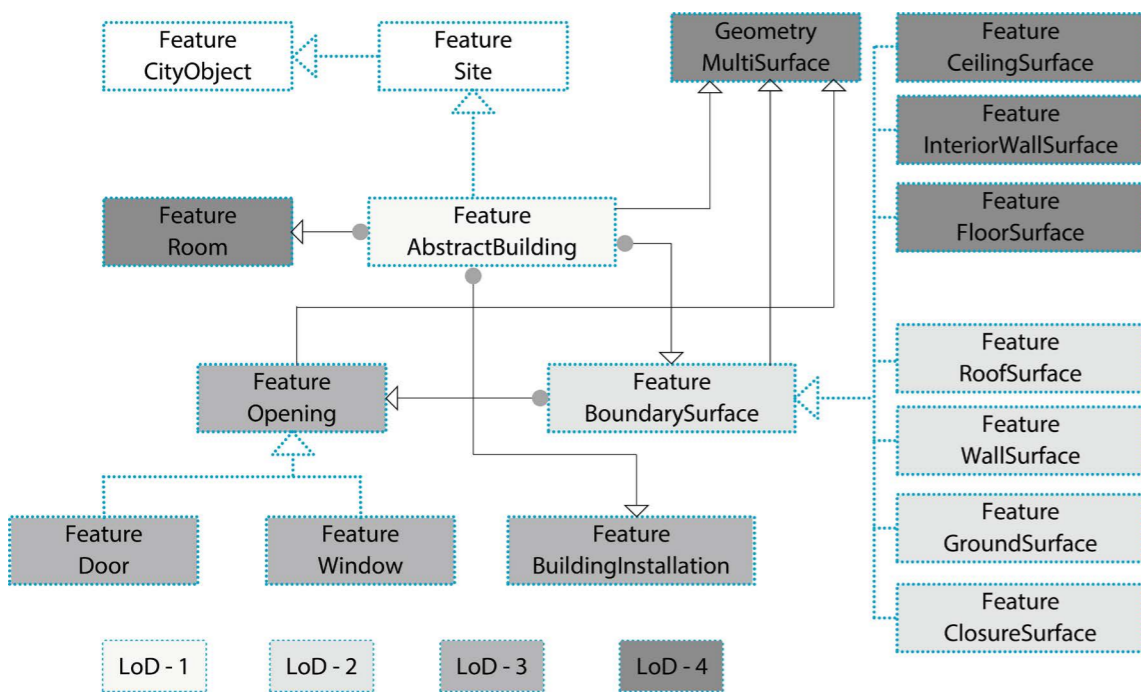 Feature
CityObject
Feature
Site
Geometry
MultiSurface
Feature
CeilingSurface
Feature
InteriorWallSurface
Feature
FloorSurface
Feature
Room
Feature
AbstractBuilding
Feature
Opening
Feature
BoundarySurface
Feature
RoofSurface
Feature
WallSurface
Feature
GroundSurface
Feature
ClosureSurface
Feature
Door
Feature
Window
Feature
BuildingInstallation
LoD - 1
LoD - 2
LoD - 3
LoD - 4